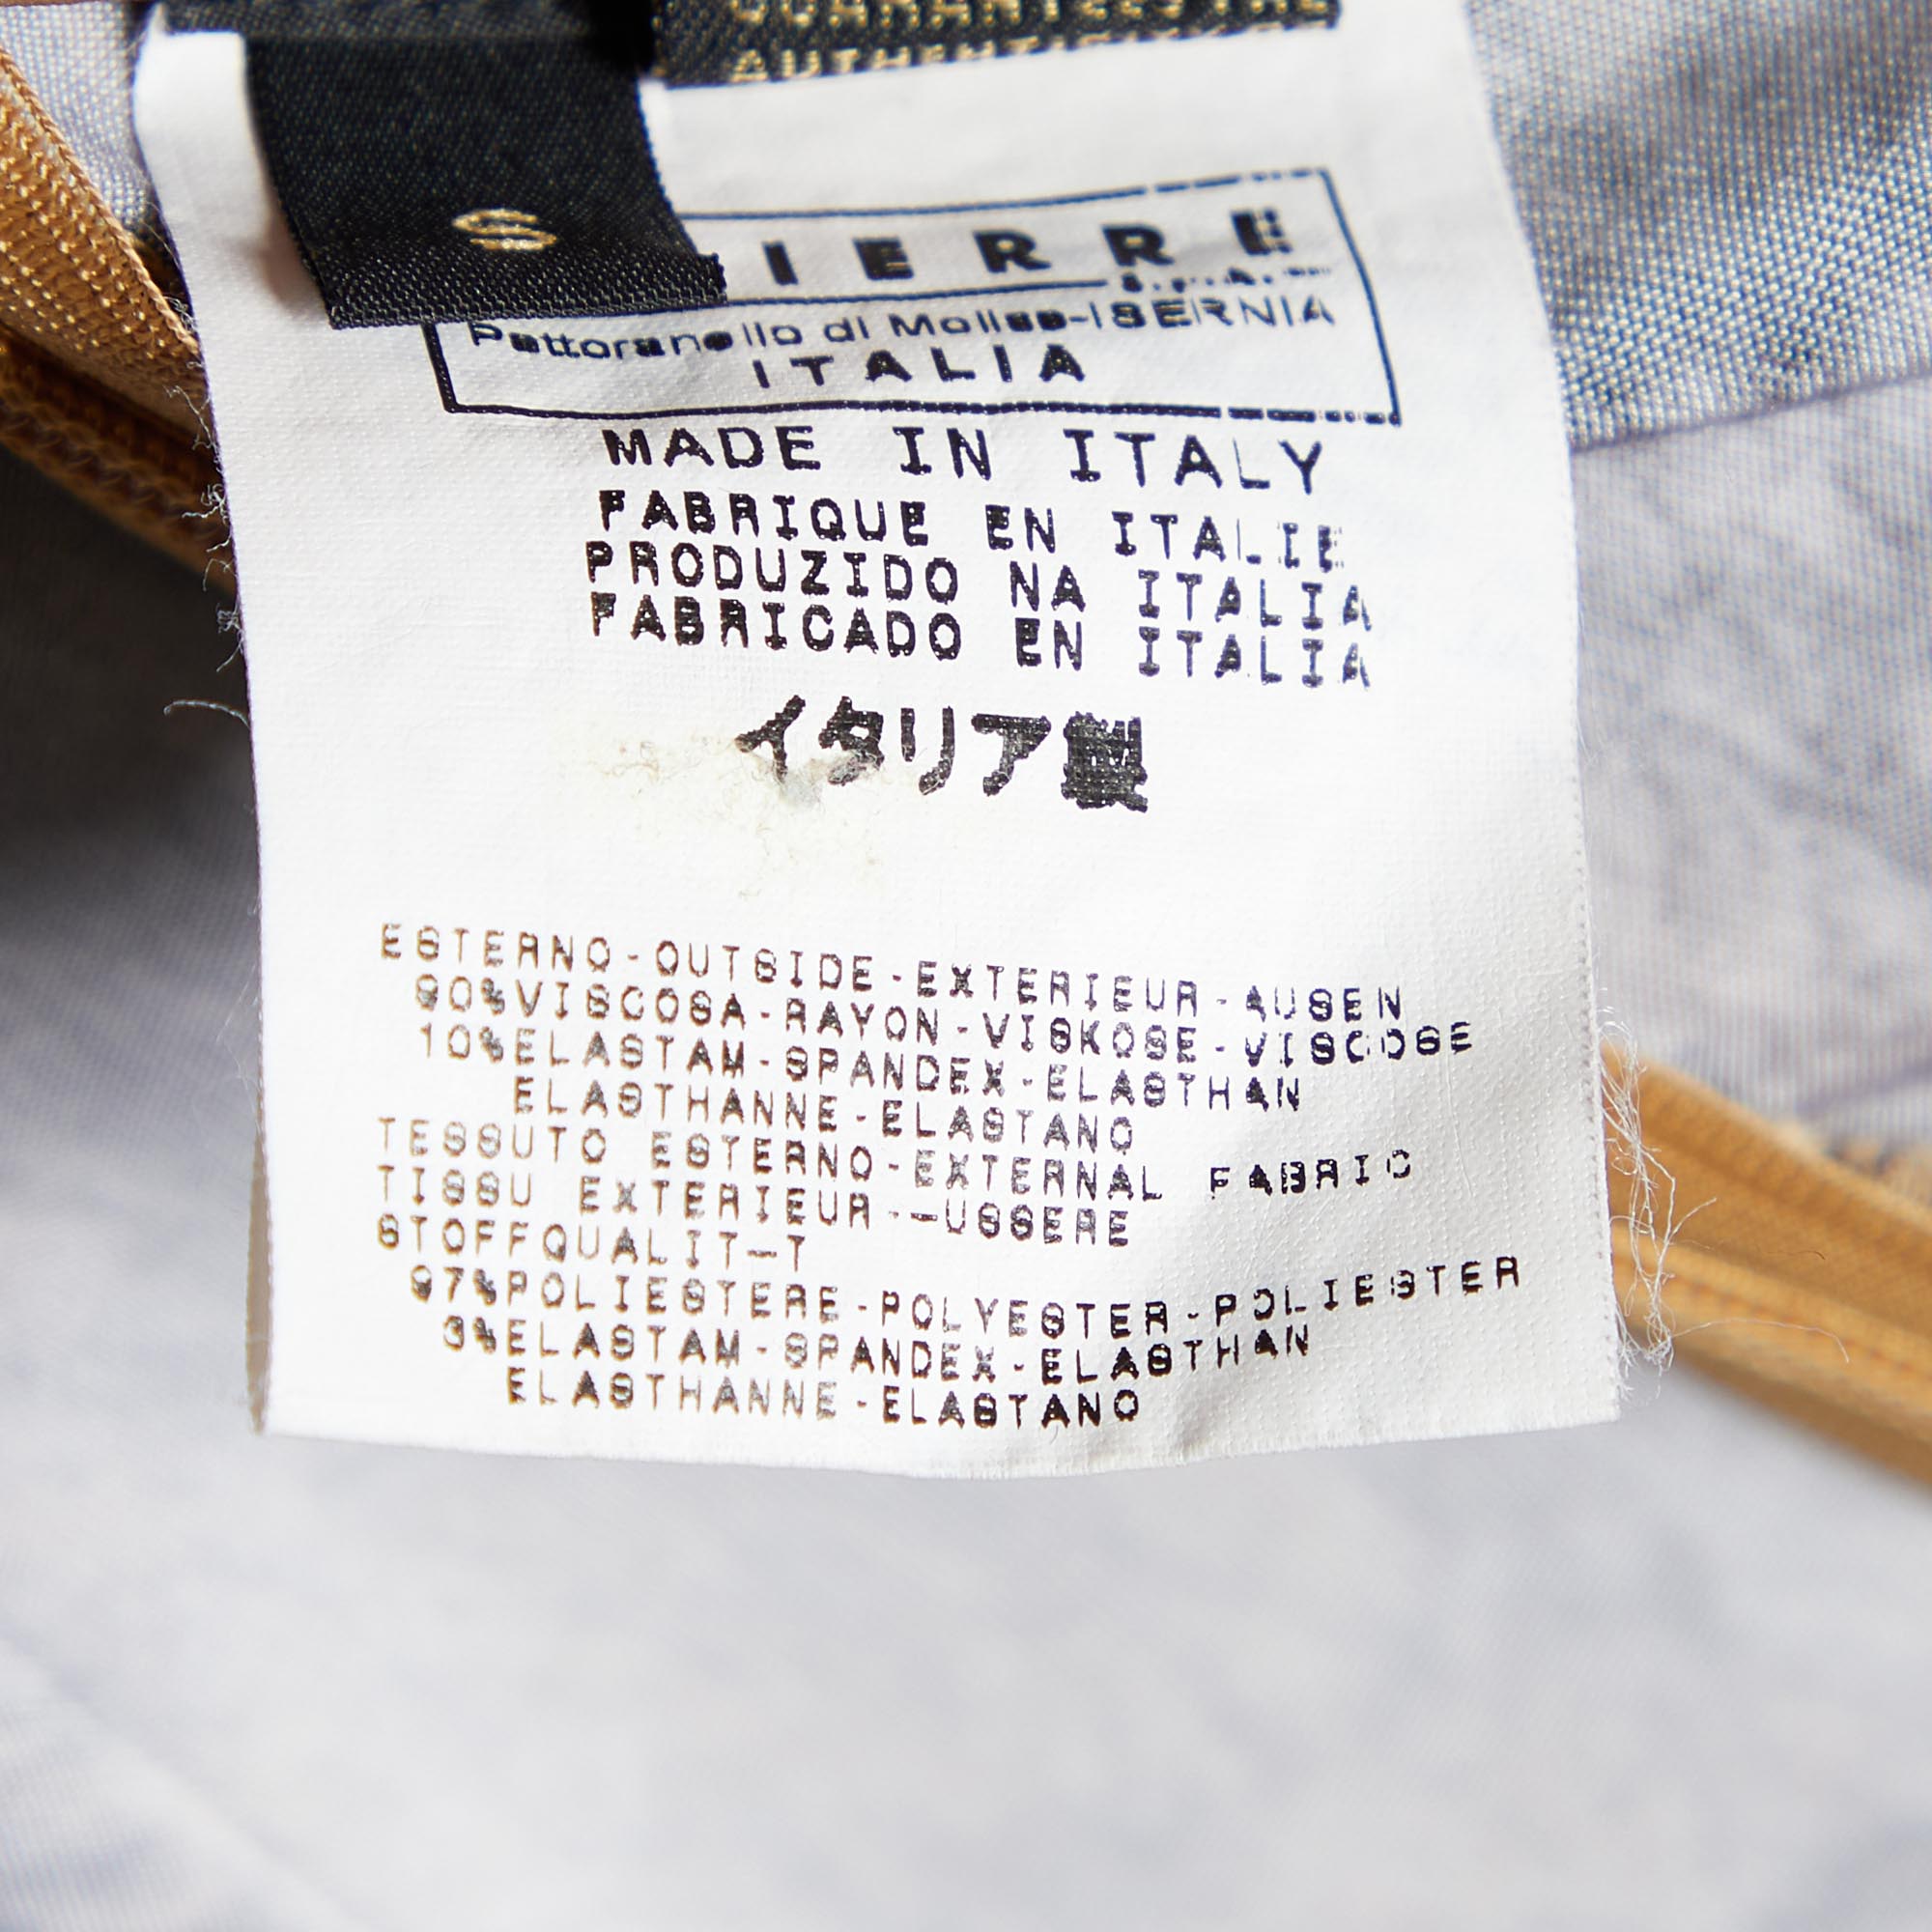 S
IERRE
S.p.A.
Pettoranello di Molise-ISERNIA
ITALIA
MADE IN ITALY
FABRIQUE EN ITALIE
PRODUZIDO NA ITALIA
FABRICADO EN ITALIA
イタリア製
ESTERNO-OUTSIDE-EXTERIEUR-AUSEN
90%VISCOSA-RAYON-VISKOSE-VISCOSE
10%ELASTAM-SPANDEX-ELASTHAN
ELASTHANNE-ELASTANO
TESSUTO ESTERNO-EXTERNAL FABRIC
TISSU EXTERIEUR-—USSERE
STOFFQUALIT—T
97%POLIESTERE-POLYESTER-POLIESTER
3%ELASTAM-SPANDEX-ELASTHAN
ELASTHANNE-ELASTANO